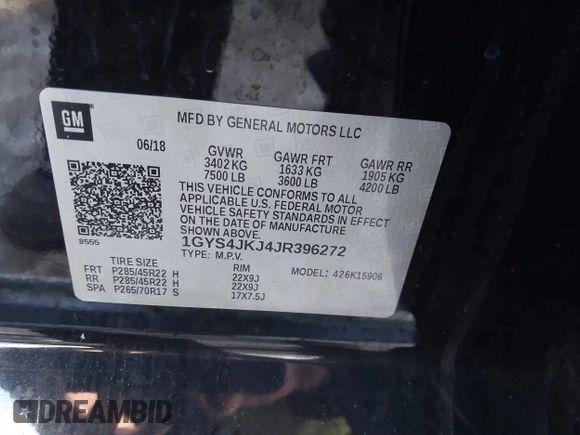 GM
MFD BY GENERAL MOTORS LLC
06/18
GVWR GAWR FRT GAWR RR
3402 KG 1633 KG 1905 KG
7500 LB 3600 LB 4200 LB
THIS VEHICLE CONFORMS TO ALL
APPLICABLE U.S. FEDERAL MOTOR
VEHICLE SAFETY STANDARDS IN EFFECT
ON THE DATE OF MANUFACTURE
SHOWN ABOVE.
8555
1GYS4JKJ4JR396272
TYPE: M.P.V.
MODEL: 426K15906
TIRE SIZE RIM
FRT P285/45R22 H 22X9J
RR P285/45R22 H 22X9J
SPA P265/70R17 S 17X7.5J
DREAMBID